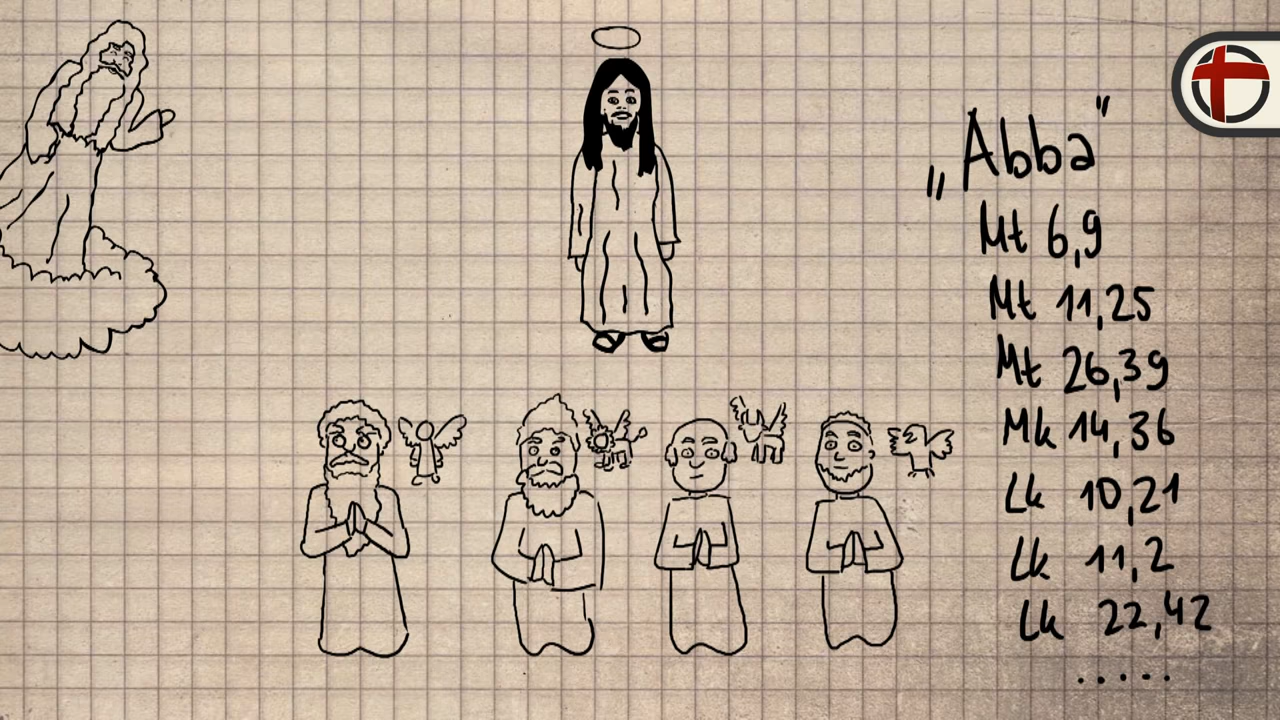 „Abba“
Mt 6,9
Mt 11,25
Mt 26,39
Mk 14,36
Lk 10,21
Lk 11,2
Lk 22,42
.....